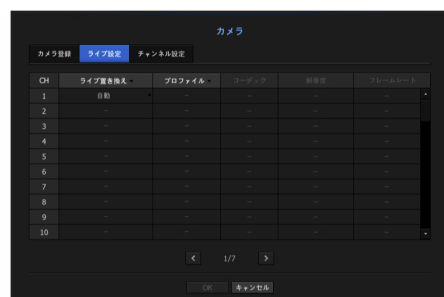 カメラ
カメラ登録 ライブ設定 チャンネル設定
CH ライブ置き換え プロファイル コーデック 解像度 フレームレート
1 自動 – – – –
2 – – – – –
3 – – – – –
4 – – – – –
5 – – – – –
6 – – – – –
7 – – – – –
8 – – – – –
9 – – – – –
10 – – – – –
< 1/7 >
OK キャンセル